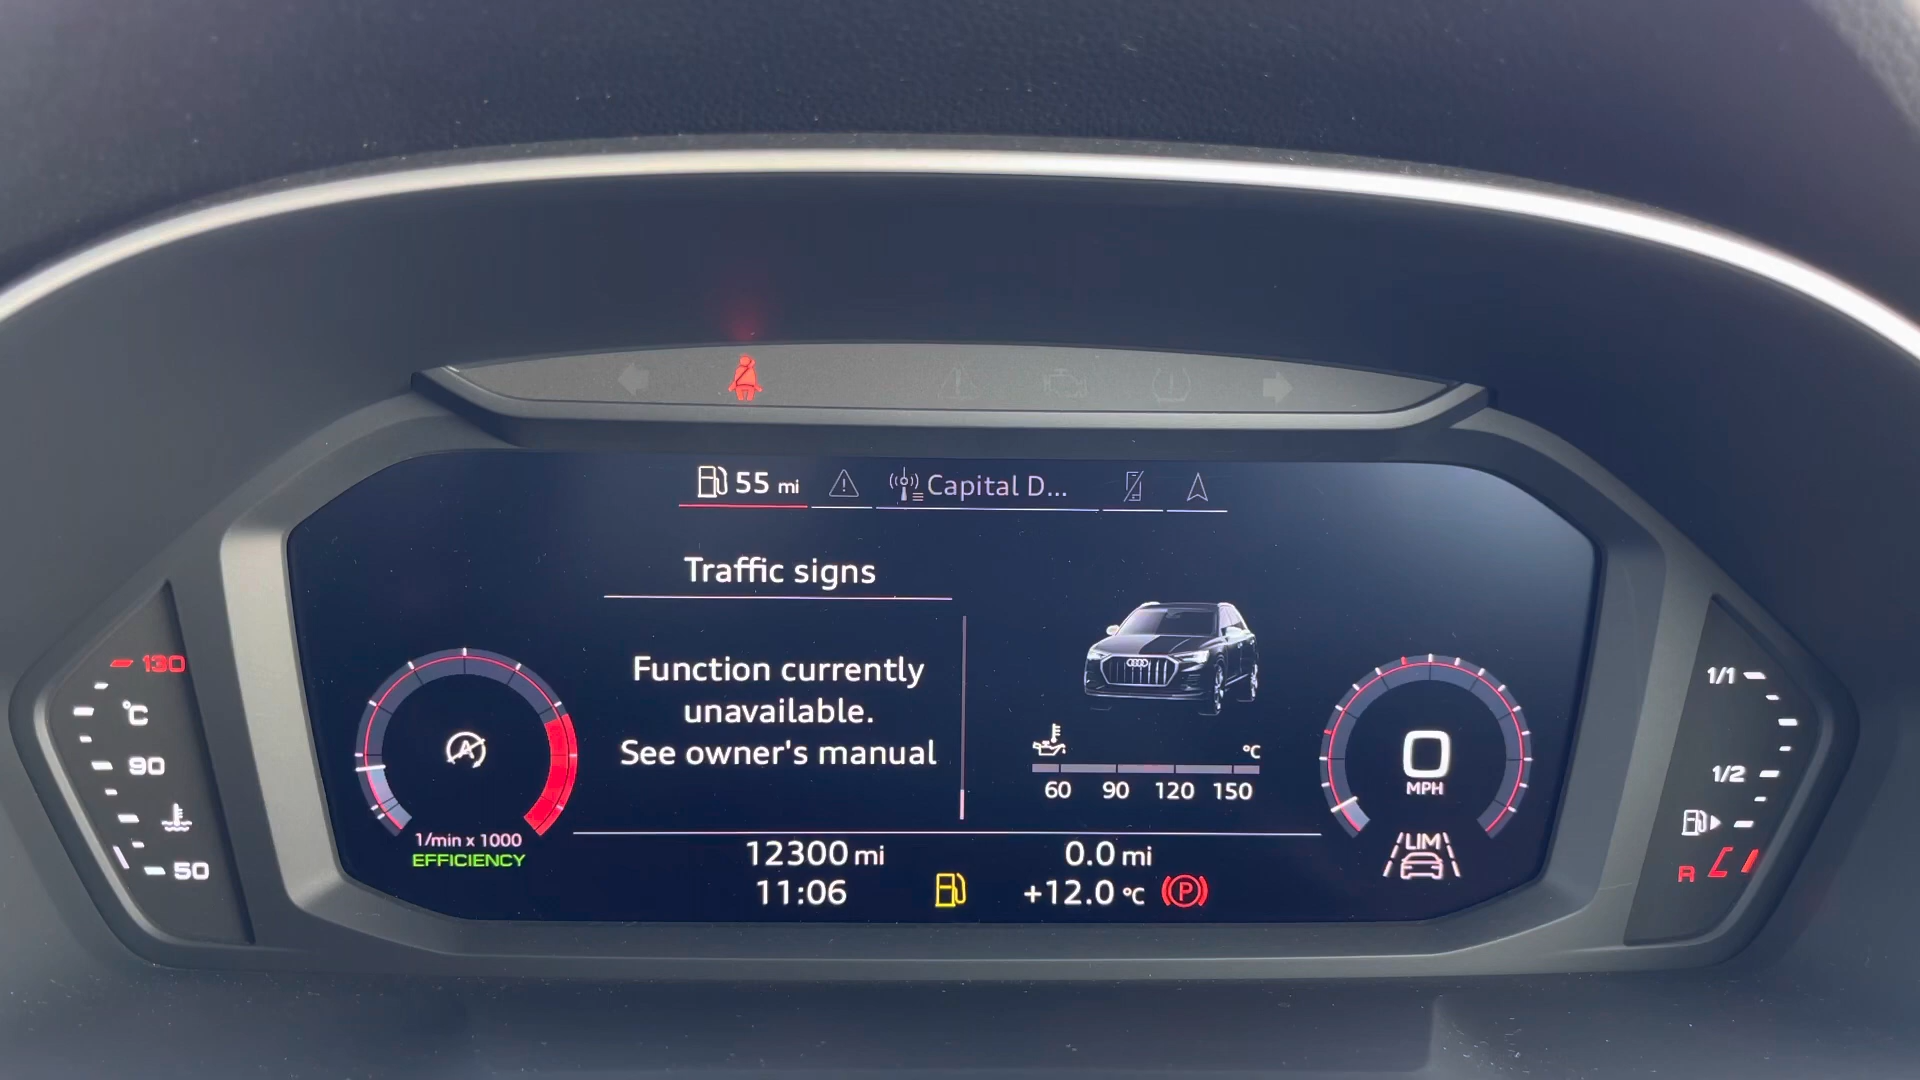 55 mi
Capital D...
Traffic signs
Function currently
unavailable.
See owner's manual
°C
60 90 120 150
130
°C
90
50
A
1/min x 1000
EFFICIENCY
0
MPH
LIM
12300 mi
0.0 mi
11:06
+12.0 °C
P
1/1
1/2
R